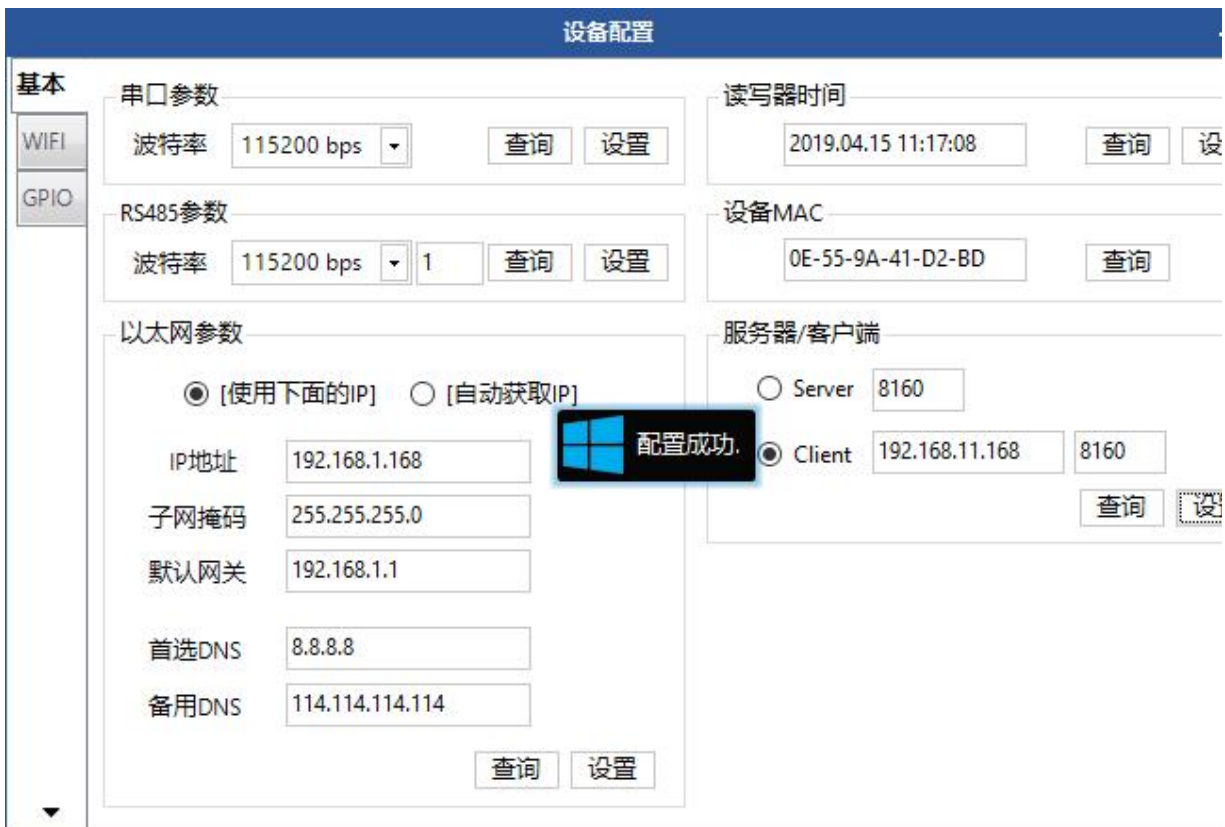 设备配置
基本
WIFI
GPIO
串口参数
波特率 115200 bps 查询 设置
RS485参数
波特率 115200 bps 1 查询 设置
以太网参数
[使用下面的IP] [自动获取IP]
IP地址 192.168.1.168
子网掩码 255.255.255.0
默认网关 192.168.1.1
首选DNS 8.8.8.8
备用DNS 114.114.114.114
查询 设置
读写器时间
2019.04.15 11:17:08 查询 设
设备MAC
0E-55-9A-41-D2-BD 查询
服务器/客户端
Server 8160
配置成功.
Client 192.168.11.168 8160
查询 设